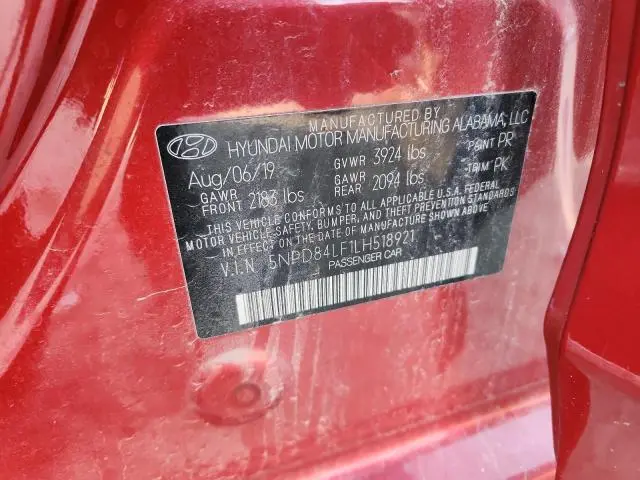 MANUFACTURED BY
HYUNDAI MOTOR MANUFACTURING ALABAMA, LLC
Aug/06/19 GVWR 3924 lbs PAINT PR
GAWR FRONT 2183 lbs GAWR REAR 2094 lbs TRIM PK
THIS VEHICLE CONFORMS TO ALL APPLICABLE U.S.A. FEDERAL
MOTOR VEHICLE SAFETY, BUMPER, AND THEFT PREVENTION
STANDARDS IN EFFECT ON THE DATE OF MANUFACTURE SHOWN ABOVE.
V.I.N 5NPD84LF1LH518921
PASSENGER CAR